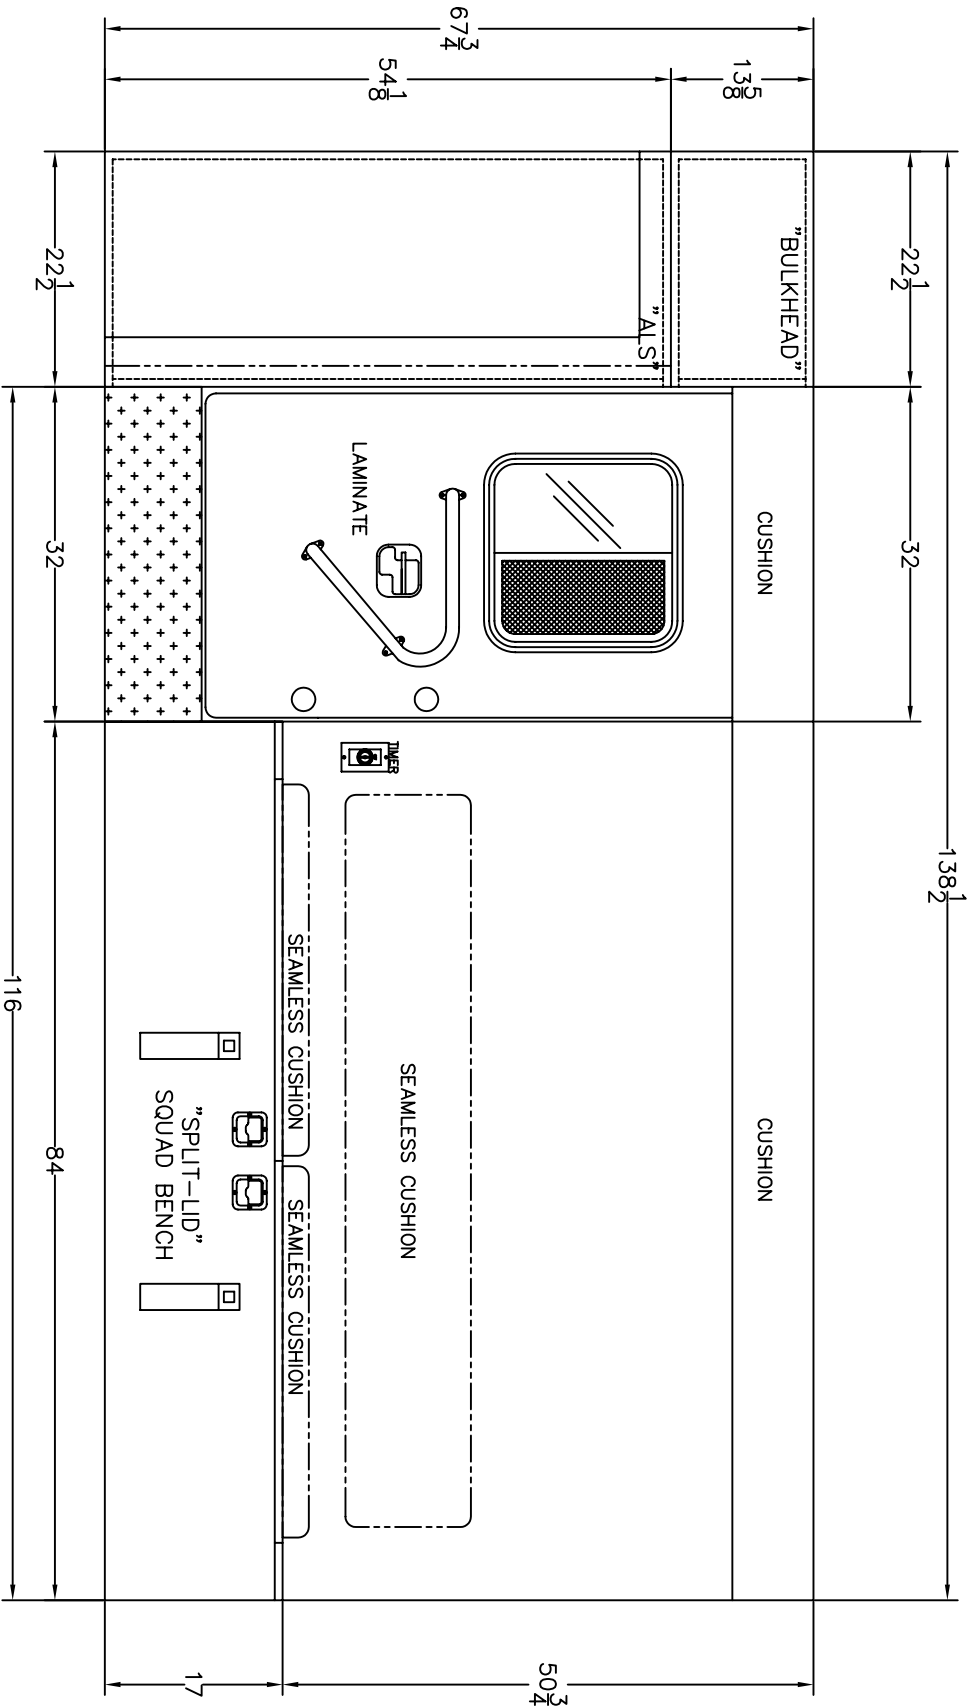 138 1/2
22 1/2
32
"BULKHEAD"
CUSHION
CUSHION
13 5/8
67 3/4
54 1/8
"ALS"
LAMINATE
TIMER
SEAMLESS CUSHION
SEAMLESS CUSHION
SEAMLESS CUSHION
50 3/4
"SPLIT-LID"
SQUAD BENCH
17
22 1/2
32
84
116